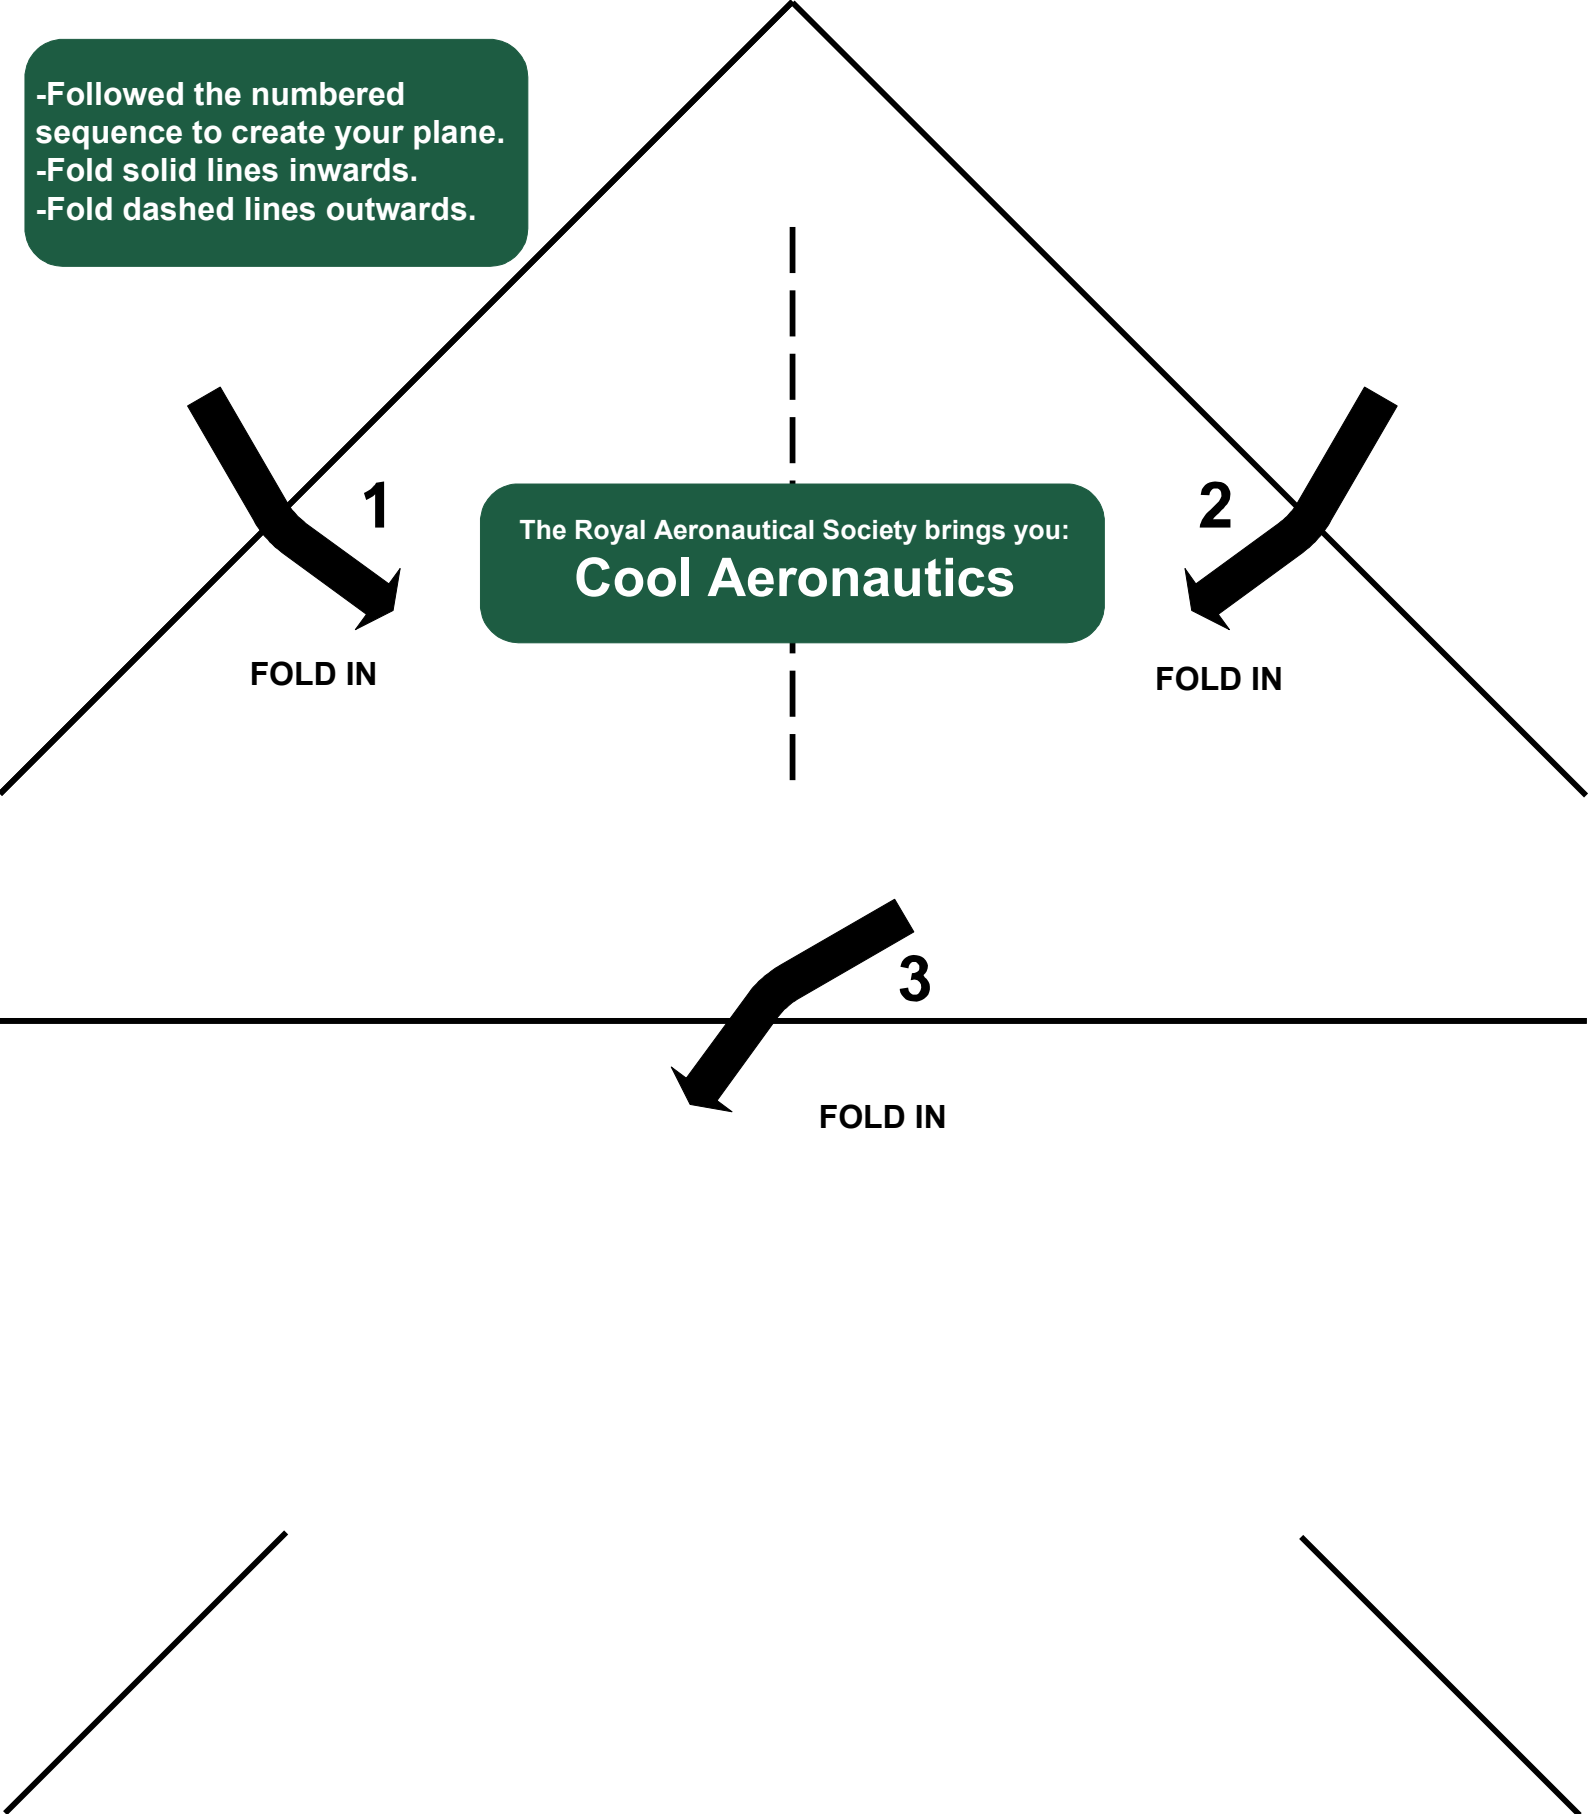 -Followed the numbered
sequence to create your plane.
-Fold solid lines inwards.
-Fold dashed lines outwards.
1
2
The Royal Aeronautical Society brings you:
Cool Aeronautics
FOLD IN
FOLD IN
3
FOLD IN